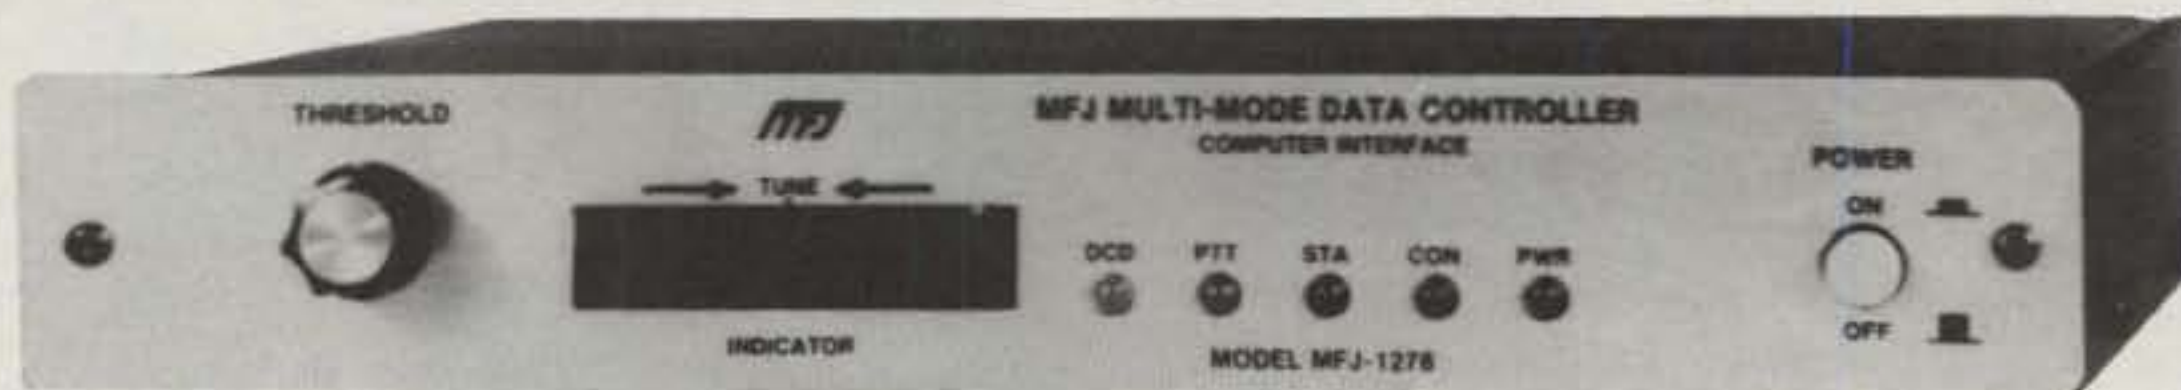 THRESHOLD
MFJ
TUNE
INDICATOR
MFJ MULTI-MODE DATA CONTROLLER
COMPUTER INTERFACE
DCD PTT STA CON PWR
MODEL MFJ-1278
POWER
ON
OFF